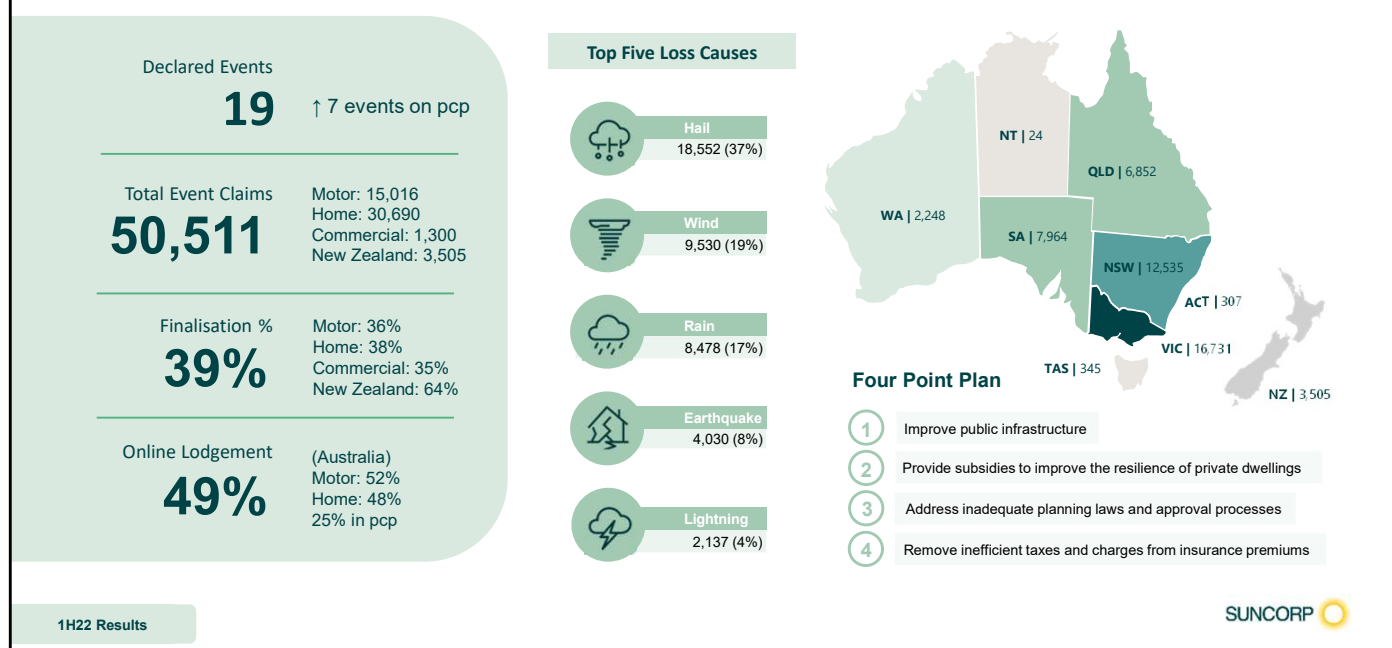 Declared Events
19
↑ 7 events on pcp
Total Event Claims
50,511
Motor: 15,016
Home: 30,690
Commercial: 1,300
New Zealand: 3,505
Finalisation %
39%
Motor: 36%
Home: 38%
Commercial: 35%
New Zealand: 64%
Online Lodgement
49%
(Australia)
Motor: 52%
Home: 48%
25% in pcp
Top Five Loss Causes
Hail
18,552 (37%)
Wind
9,530 (19%)
Rain
8,478 (17%)
Earthquake
4,030 (8%)
Lightning
2,137 (4%)
NT | 24
QLD | 6,852
WA | 2,248
SA | 7,964
NSW | 12,535
ACT | 307
VIC | 16,731
TAS | 345
NZ | 3,505
Four Point Plan
1 Improve public infrastructure
2 Provide subsidies to improve the resilience of private dwellings
3 Address inadequate planning laws and approval processes
4 Remove inefficient taxes and charges from insurance premiums
1H22 Results
SUNCORP